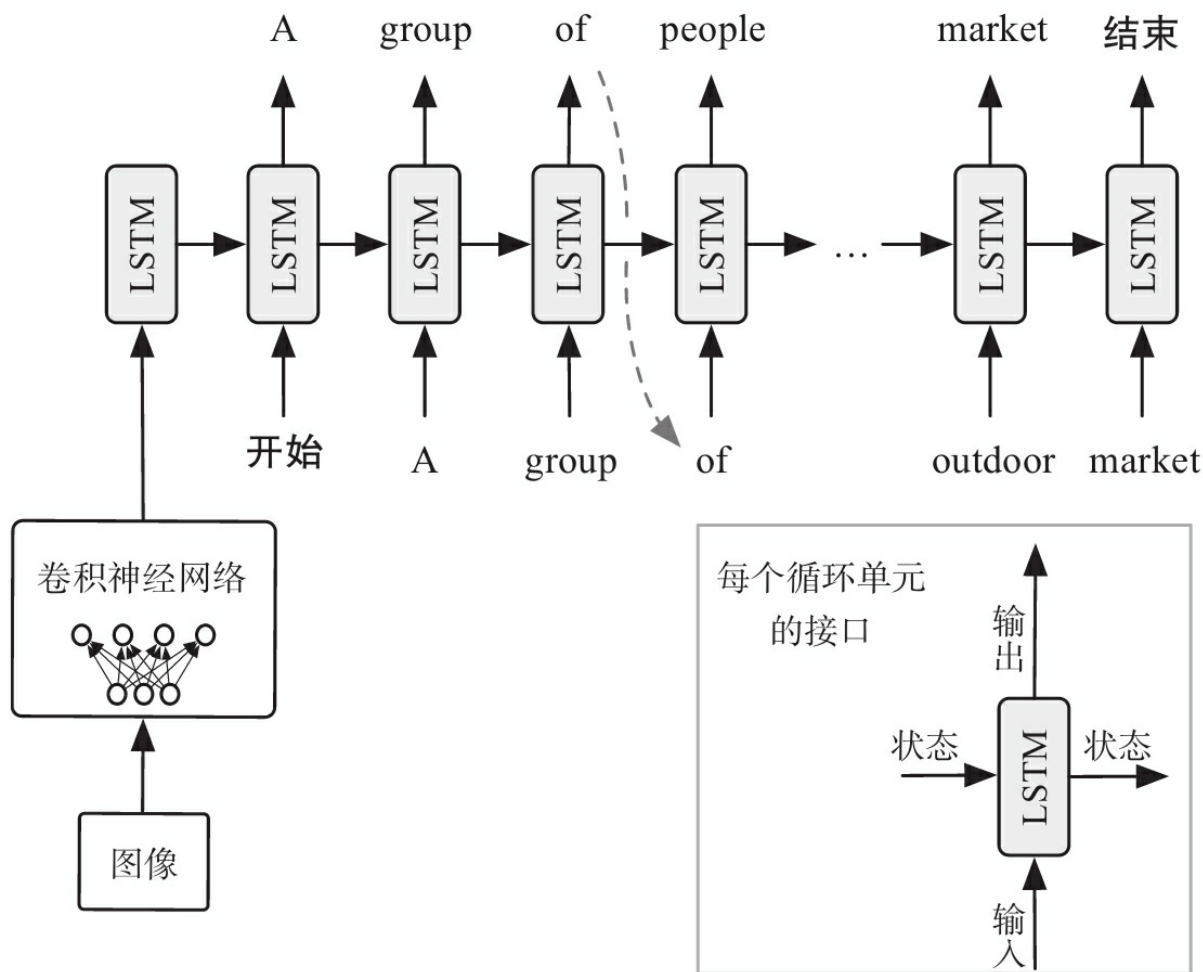 A group of people market 结束
LSTM LSTM LSTM LSTM LSTM … LSTM LSTM
开始 A group of outdoor market
卷积神经网络
图像
每个循环单元
的接口
输出
状态 LSTM 状态
输入